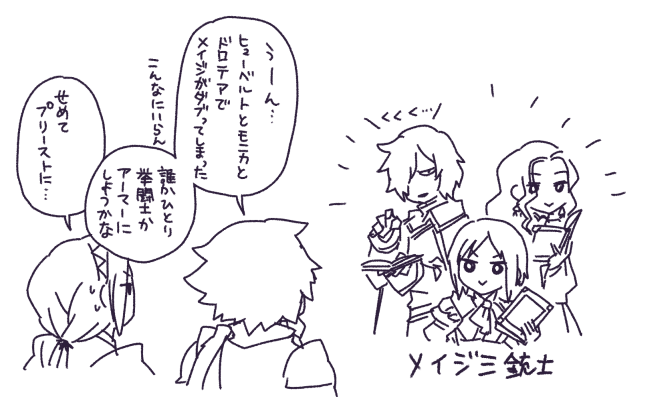 うーん…
ヒューベルトとモニカと
ドロテアで
メイジがダブってしまった
こんなにいらん
誰かひとり
拳闘士か
アーマーに
しようかな
せめて
プリーストに…
くくく…
メイジ三銃士